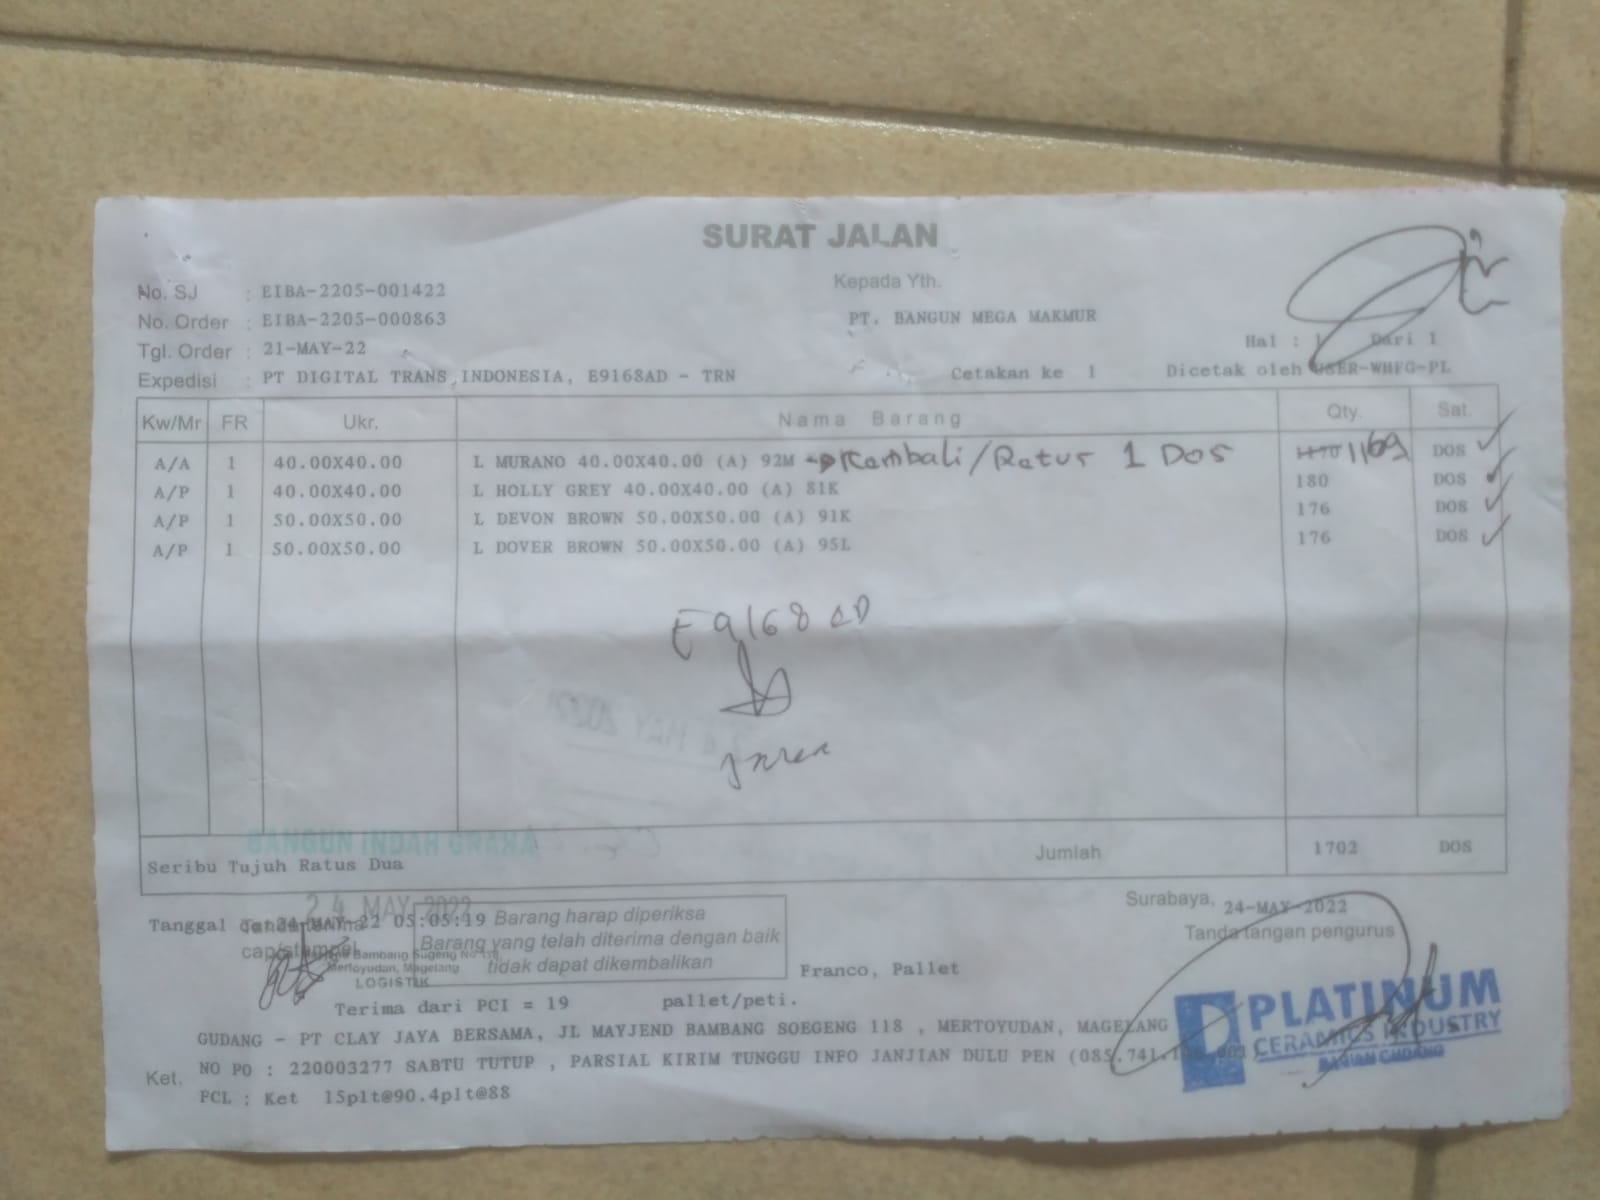 SURAT JALAN
No. SJ : EIBA-2205-001422
Kepada Yth.
No. Order : EIBA-2205-000863
PT. BANGUN MEGA MAKMUR
Tgl. Order : 21-MAY-22
Hal : 1 Dari 1
Expedisi : PT DIGITAL TRANS INDONESIA, E9168AD - TRN
Cetakan ke 1
Dicetak oleh USER-WHFG-PL
Kw/Mr FR Ukr. Nama Barang Qty. Sat.
A/A 1 40.00X40.00 L MURANO 40.00X40.00 (A) 92M → Kembali/Retur 1 Dos 1170 1169 DOS ✓
A/P 1 40.00X40.00 L HOLLY GREY 40.00X40.00 (A) 81K 180 DOS ✓
A/P 1 50.00X50.00 L DEVON BROWN 50.00X50.00 (A) 91K 176 DOS ✓
A/P 1 50.00X50.00 L DOVER BROWN 50.00X50.00 (A) 95L 176 DOS ✓
E9168 AD
24 MAY 2022
BANGUN INDAH GRAHA
Seribu Tujuh Ratus Dua
Jumlah 1702 DOS
24 MAY 2022
Surabaya, 24-MAY-2022
Tanggal 24-MAY-22 05:05:19
Tanda terima
cap/stempel
Barang harap diperiksa
Barang yang telah diterima dengan baik
tidak dapat dikembalikan
Tanda tangan pengurus
Bambang Sugeng No 118,
Mertoyudan, Magelang
LOGISTIK
Franco, Pallet
Terima dari PCI = 19 pallet/peti.
PLATINUM
CERAMICS INDUSTRY
BAGIAN GUDANG
GUDANG - PT CLAY JAYA BERSAMA, JL MAYJEND BAMBANG SOEGENG 118 , MERTOYUDAN, MAGELANG
Ket. NO PO : 220003277 SABTU TUTUP , PARSIAL KIRIM TUNGGU INFO JANJIAN DULU PEN (085.741.
FCL : Ket 15plt@90.4plt@88